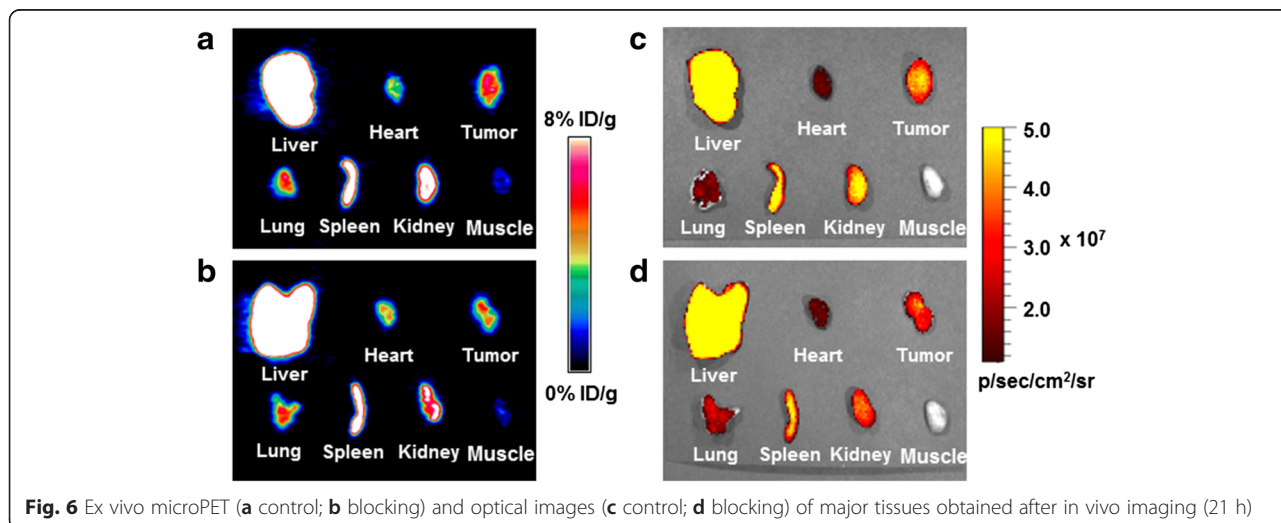 a
Liver
Heart
Tumor
Lung
Spleen
Kidney
Muscle
b
Liver
Heart
Tumor
Lung
Spleen
Kidney
Muscle
8% ID/g
0% ID/g
c
Liver
Heart
Tumor
Lung
Spleen
Kidney
Muscle
d
Liver
Heart
Tumor
Lung
Spleen
Kidney
Muscle
5.0
4.0
3.0
x 10⁷
2.0
p/sec/cm²/sr
Fig. 6 Ex vivo microPET (a control; b blocking) and optical images (c control; d blocking) of major tissues obtained after in vivo imaging (21 h)